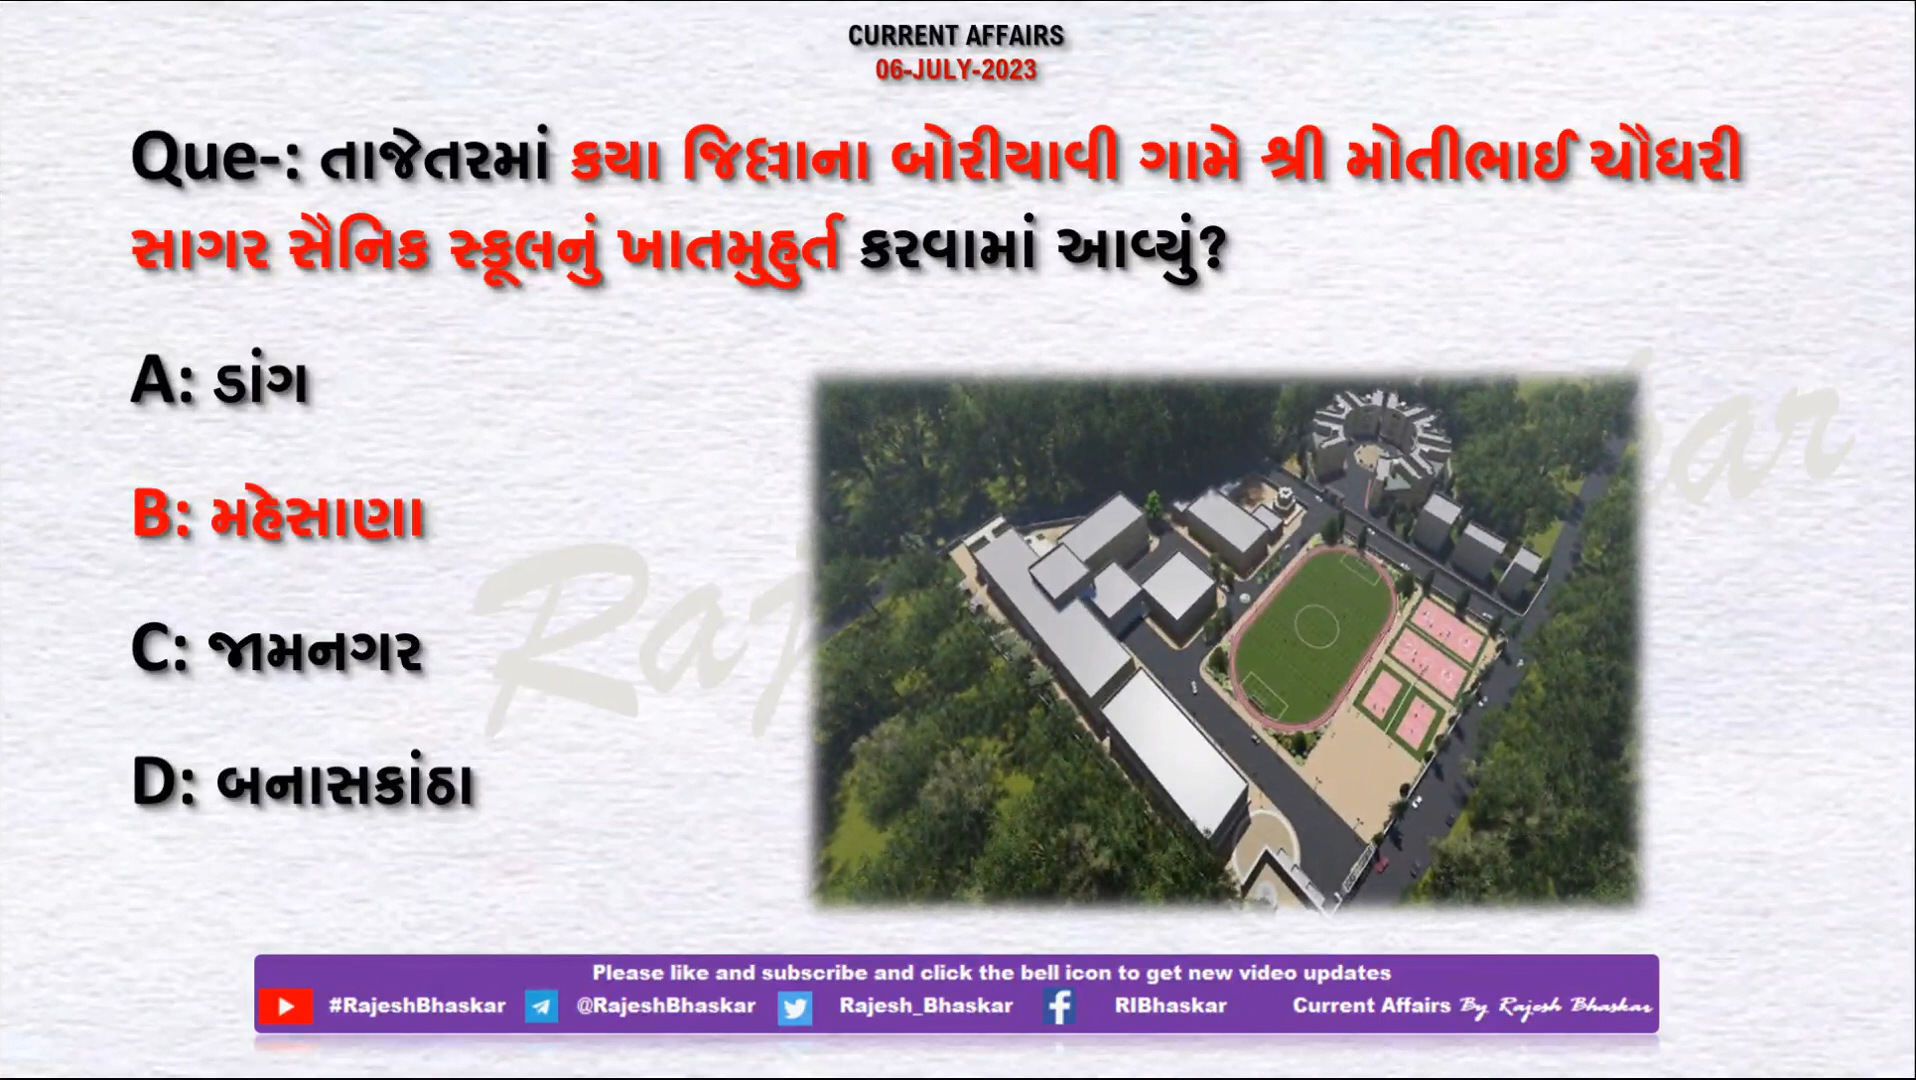 CURRENT AFFAIRS
06-JULY-2023
Que-: તાજેતરમાં કયા જિલ્લાના બોરીયાવી ગામે શ્રી મોતીભાઈ ચૌધરી
સાગર સૈનિક સ્કૂલનું ખાતમુહુર્ત કરવામાં આવ્યું?
A: ડાંગ
B: મહેસાણા
C: જામનગર
D: બનાસકાંઠા
Please like and subscribe and click the bell icon to get new video updates
#RajeshBhaskar @RajeshBhaskar Rajesh_Bhaskar RIBhaskar Current Affairs By Rajesh Bhaskar